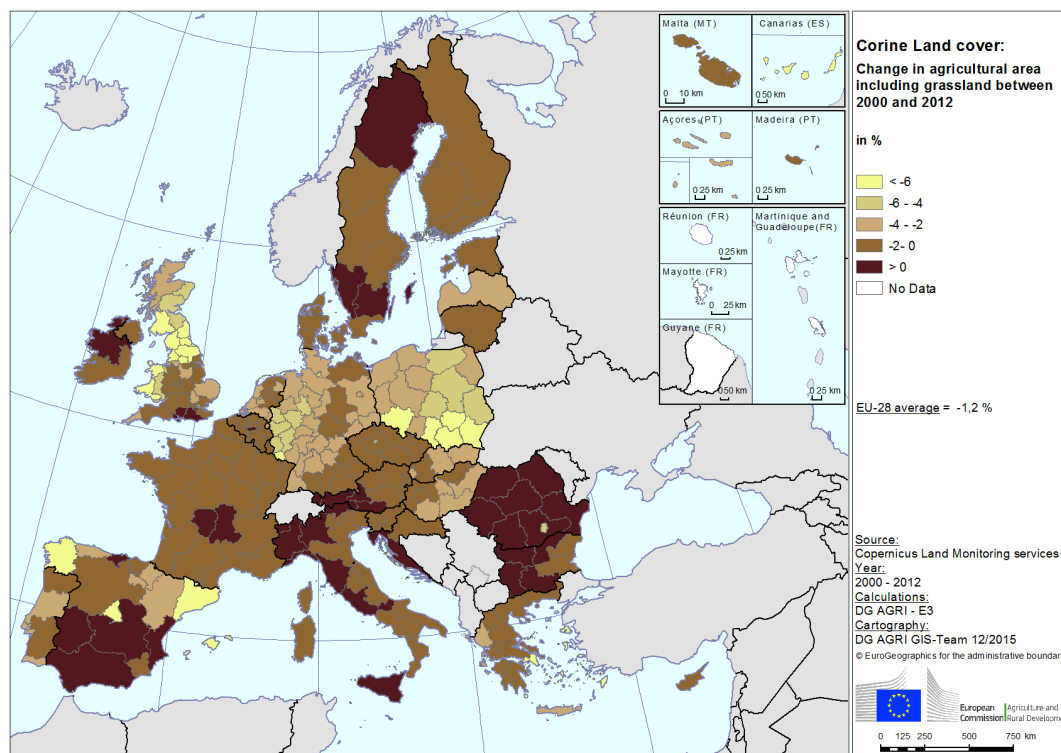 Malta (MT)
0 10 km
Canarias (ES)
0 50 km
Açores (PT)
0 25 km
Madeira (PT)
0 25 km
Réunion (FR)
0 25 km
Martinique and
Guadeloupe (FR)
Mayotte (FR)
0 25 km
Guyane (FR)
0 50 km
0 25 km
Corine Land cover:
Change in agricultural area
including grassland between
2000 and 2012
in %
< -6
-6 - -4
-4 - -2
-2- 0
> 0
No Data
EU-28 average = -1,2 %
Source:
Copernicus Land Monitoring services
Year:
2000 - 2012
Calculations:
DG AGRI - E3
Cartography:
DG AGRI GIS-Team 12/2015
© EuroGeographics for the administrative boundar
European
Commission
Agriculture and
Rural Developme
0 125 250 500 750 km